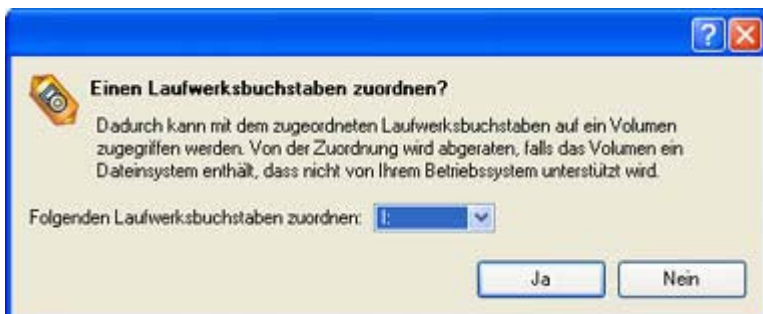 Einen Laufwerksbuchstaben zuordnen?
Dadurch kann mit dem zugeordneten Laufwerksbuchstaben auf ein Volumen
zugegriffen werden. Von der Zuordnung wird abgeraten, falls das Volumen ein
Dateinsystem enthält, dass nicht von Ihrem Betriebssystem unterstützt wird.
Folgenden Laufwerksbuchstaben zuordnen: I:
Ja Nein